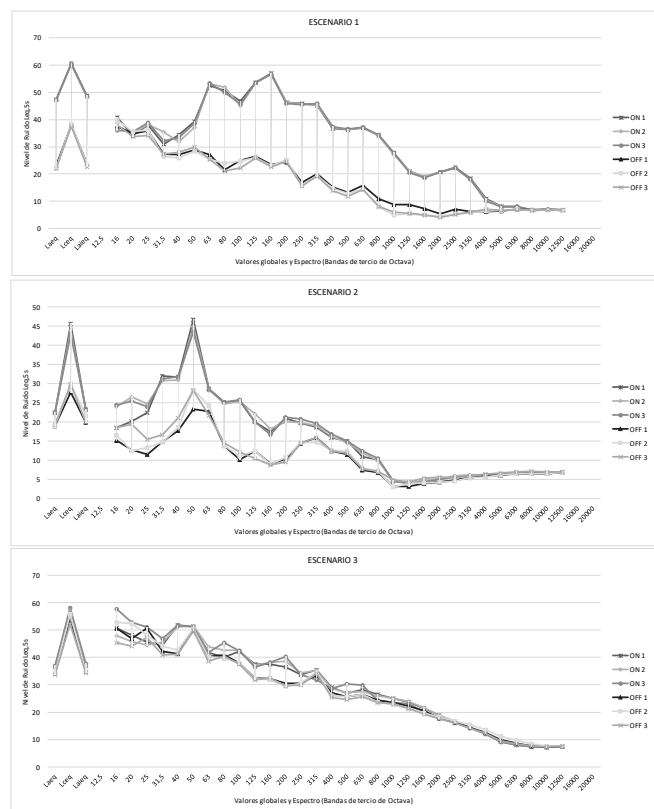 ESCENARIO 1
Nivel de Ruido Leq,5s
70
60
50
40
30
20
10
0
Laeq Lceq Laieq 12,5 16 20 25 31,5 40 50 63 80 100 125 160 200 250 315 400 500 630 800 1000 1250 1600 2000 2500 3150 4000 5000 6300 8000 10000 12500 16000 20000
Valores globales y Espectro (Bandas de tercio de Octava)
ON 1
ON 2
ON 3
OFF 1
OFF 2
OFF 3
ESCENARIO 2
Nivel de Ruido Leq,5s
50
45
40
35
30
25
20
15
10
5
0
Laeq Lceq Laieq 12,5 16 20 25 31,5 40 50 63 80 100 125 160 200 250 315 400 500 630 800 1000 1250 1600 2000 2500 3150 4000 5000 6300 8000 10000 12500 16000 20000
Valores globales y Espectro (Bandas de tercio de Octava)
ON 1
ON 2
ON 3
OFF 1
OFF 2
OFF 3
ESCENARIO 3
Nivel de Ruido Leq,5s
70
60
50
40
30
20
10
0
Laeq Lceq Laieq 12,5 16 20 25 31,5 40 50 63 80 100 125 160 200 250 315 400 500 630 800 1000 1250 1600 2000 2500 3150 4000 5000 6300 8000 10000 12500 16000 20000
Valores globales y Espectro (Bandas de tercio de Octava)
ON 1
ON 2
ON 3
OFF 1
OFF 2
OFF 3